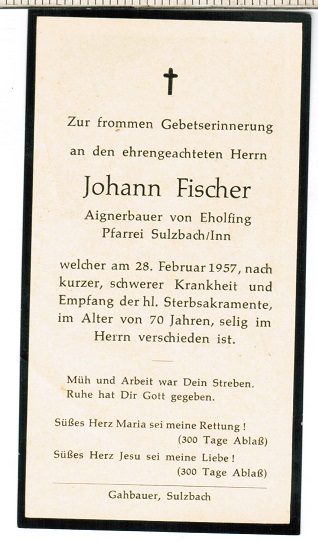 Zur frommen Gebetserinnerung
an den ehrengeachteten Herrn
Johann Fischer
Aignerbauer von Eholfing
Pfarrei Sulzbach/Inn
welcher am 28. Februar 1957, nach
kurzer, schwerer Krankheit und
Empfang der hl. Sterbsakramente,
im Alter von 70 Jahren, selig im
Herrn verschieden ist.
Müh und Arbeit war Dein Streben.
Ruhe hat Dir Gott gegeben.
Süßes Herz Maria sei meine Rettung!
(300 Tage Ablaß)
Süßes Herz Jesu sei meine Liebe!
(300 Tage Ablaß)
Gahbauer, Sulzbach